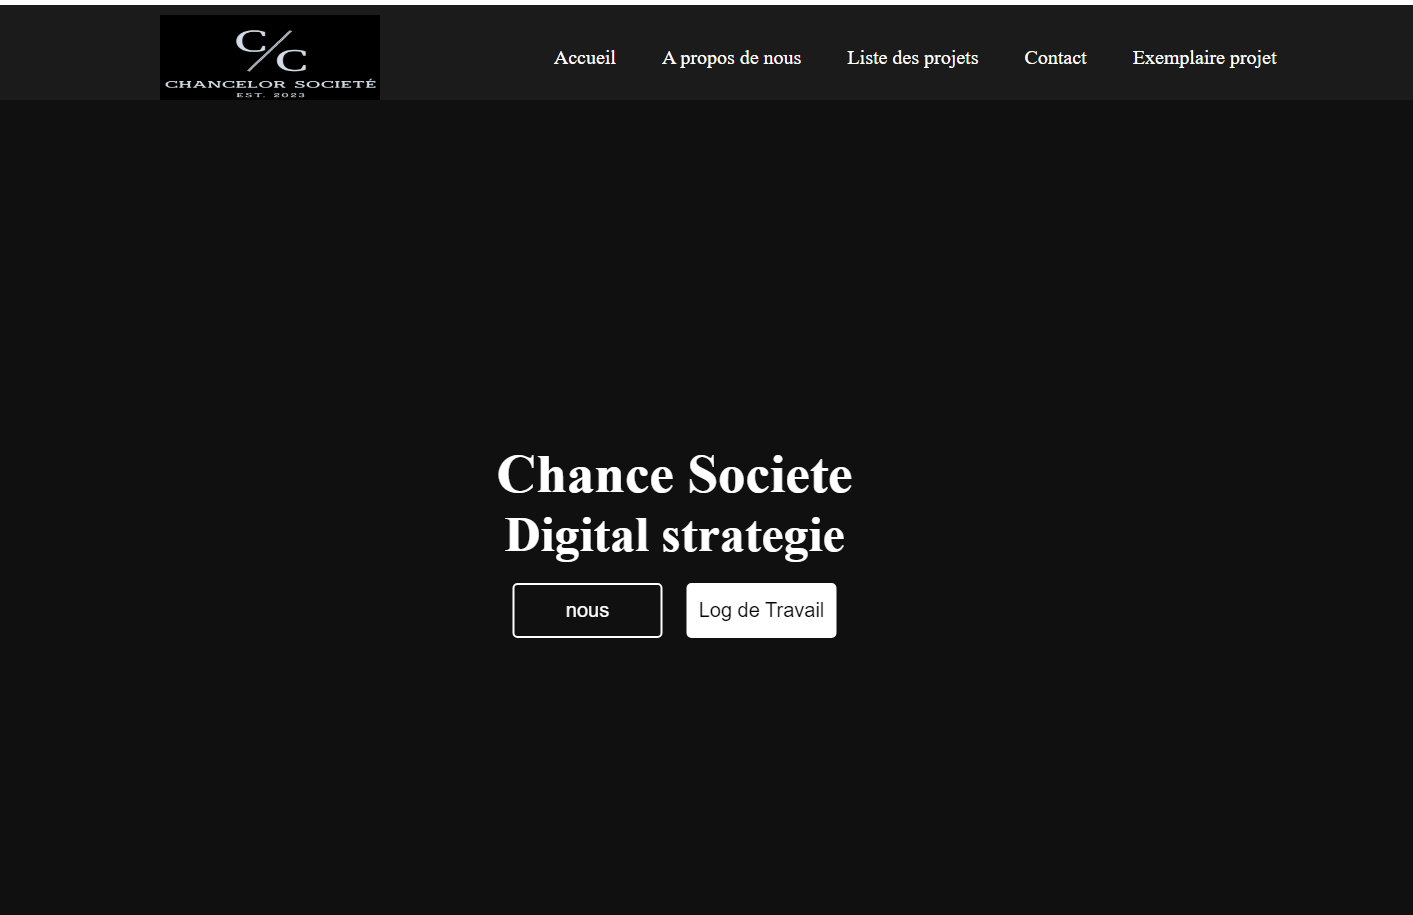 C/C
CHANCELOR SOCIETÉ
EST. 2023
Accueil A propos de nous Liste des projets Contact Exemplaire projet
Chance Societe
Digital strategie
nous Log de Travail